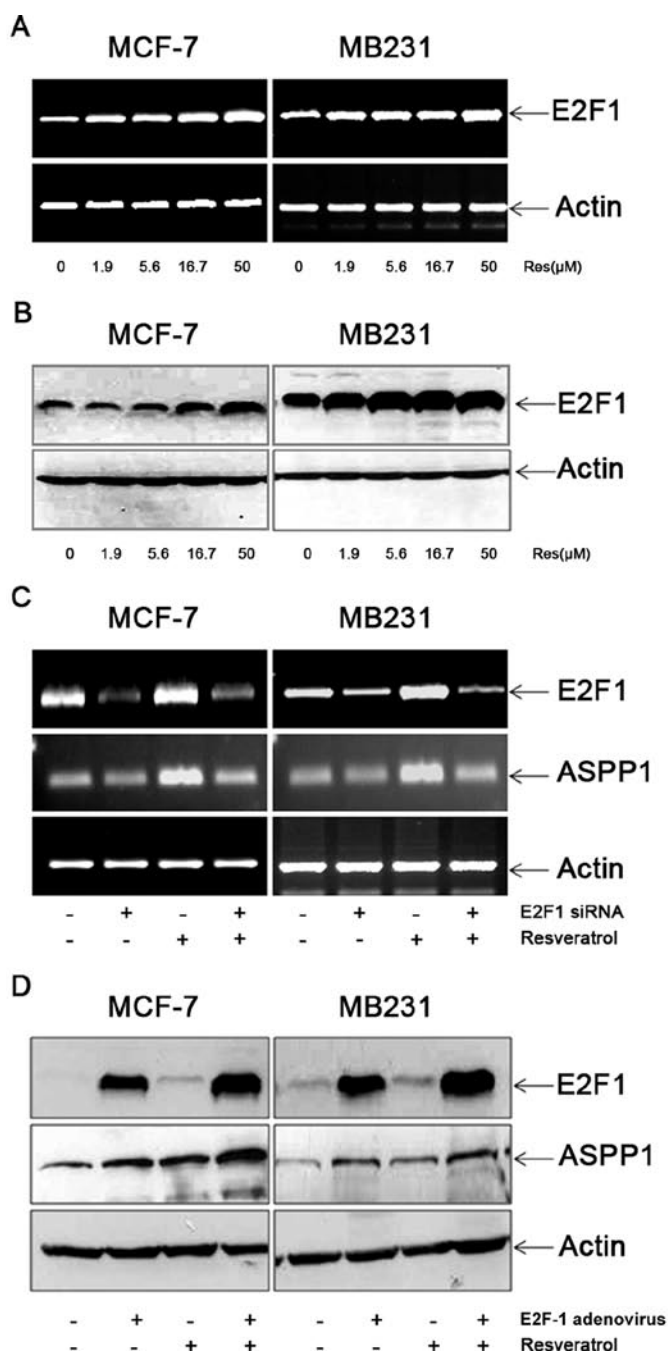 A
MCF-7 MB231
E2F1
Actin
0 1.9 5.6 16.7 50 0 1.9 5.6 16.7 50 Res(µM)
B
MCF-7 MB231
E2F1
Actin
0 1.9 5.6 16.7 50 0 1.9 5.6 16.7 50 Res(µM)
C
MCF-7 MB231
E2F1
ASPP1
Actin
- + - + - + - + E2F1 siRNA
- - + + - - + + Resveratrol
D
MCF-7 MB231
E2F1
ASPP1
Actin
- + - + - + - + E2F-1 adenovirus
- - + + - - + + Resveratrol